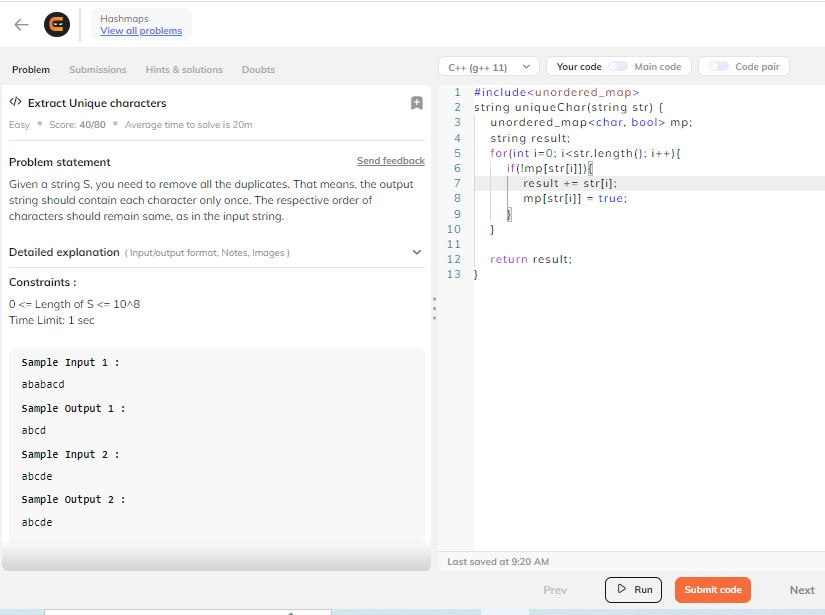 Hashmaps
View all problems
Problem Submissions Hints & solutions Doubts
C++ (g++ 11) Your code Main code Code pair
</> Extract Unique characters
Easy • Score: 40/80 • Average time to solve is 20m
Problem statement Send feedback
Given a string S, you need to remove all the duplicates. That means, the output
string should contain each character only once. The respective order of
characters should remain same, as in the input string.
Detailed explanation ( Input/output format, Notes, Images )
Constraints :
0 <= Length of S <= 10^8
Time Limit: 1 sec
Sample Input 1 :
ababacd
Sample Output 1 :
abcd
Sample Input 2 :
abcde
Sample Output 2 :
abcde
1 #include<unordered_map>
2 string uniqueChar(string str) {
3 unordered_map<char, bool> mp;
4 string result;
5 for(int i=0; i<str.length(); i++){
6 if(!mp[str[i]]){
7 result += str[i];
8 mp[str[i]] = true;
9 }
10 }
11
12 return result;
13 }
Last saved at 9:20 AM
Prev Run Submit code Next